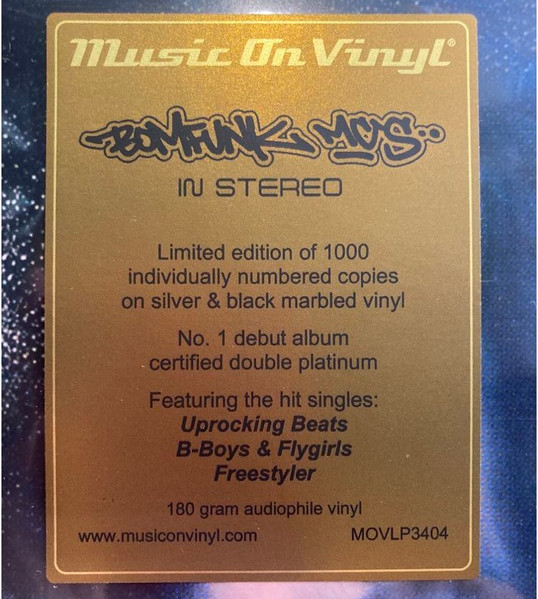 Music On Vinyl®
BOMFUNK MC'S
IN STEREO
Limited edition of 1000
individually numbered copies
on silver & black marbled vinyl
No. 1 debut album
certified double platinum
Featuring the hit singles:
Uprocking Beats
B-Boys & Flygirls
Freestyler
180 gram audiophile vinyl
www.musiconvinyl.com MOVLP3404